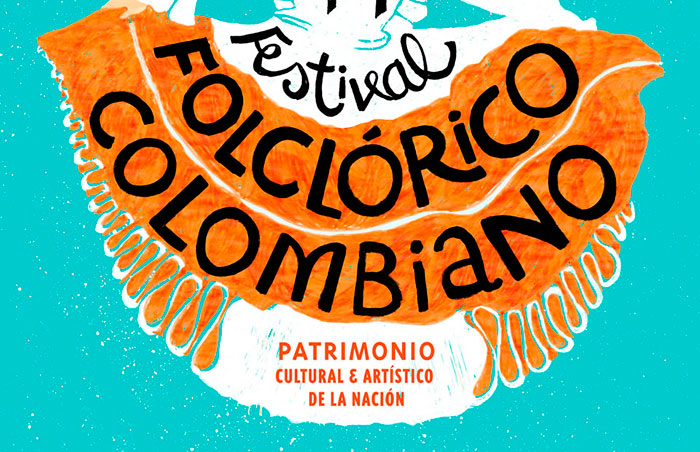 Festival
FOLCLÓRiCO
COLOMBiaNO
PATRIMONIO
CULTURAL & ARTÍSTICO
DE LA NACIÓN